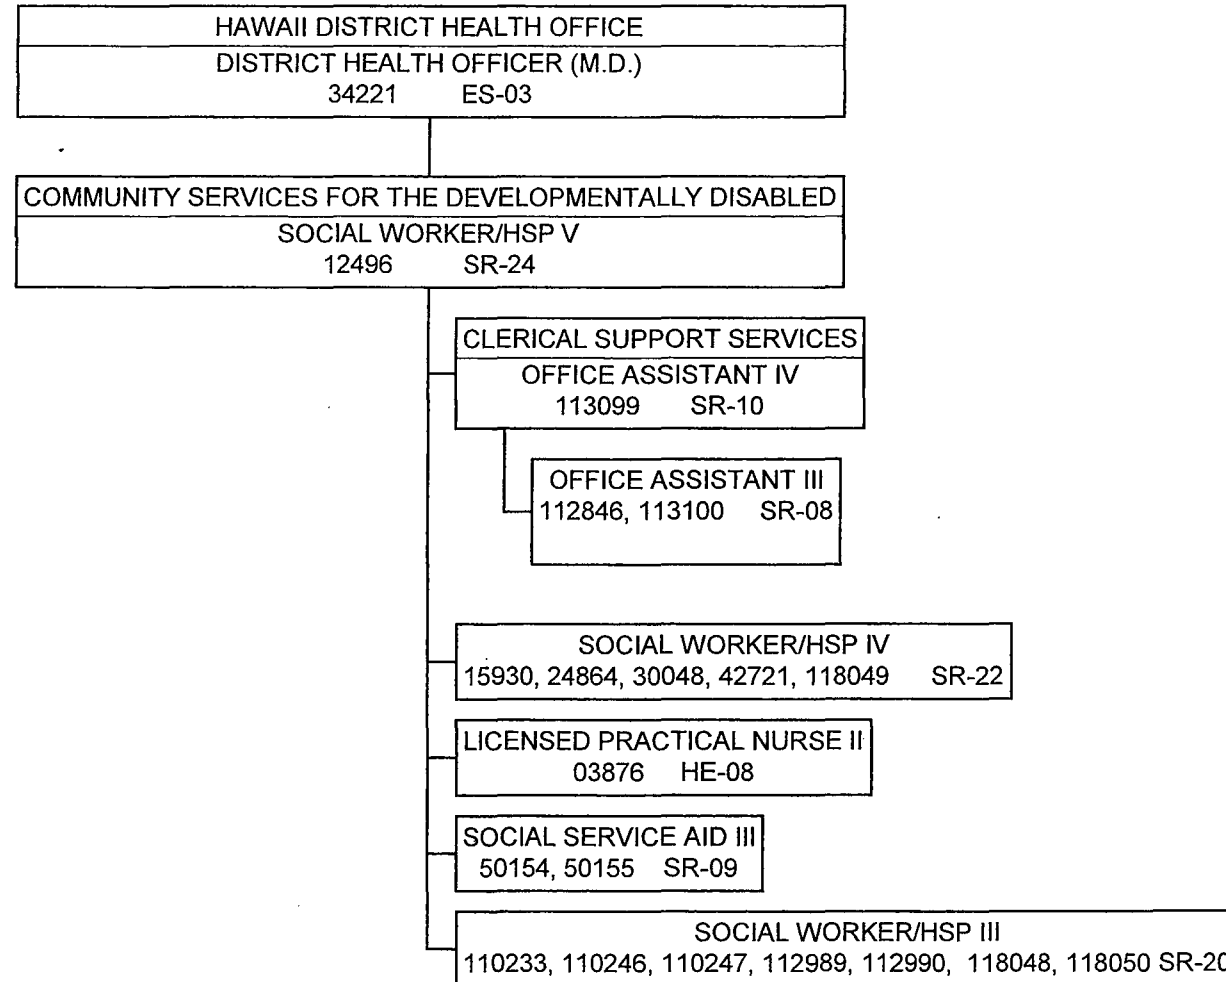 HAWAII DISTRICT HEALTH OFFICE
DISTRICT HEALTH OFFICER (M.D.)
34221 ES-03
COMMUNITY SERVICES FOR THE DEVELOPMENTALLY DISABLED
SOCIAL WORKER/HSP V
12496 SR-24
CLERICAL SUPPORT SERVICES
OFFICE ASSISTANT IV
113099 SR-10
OFFICE ASSISTANT III
112846, 113100 SR-08
SOCIAL WORKER/HSP IV
15930, 24864, 30048, 42721, 118049 SR-22
LICENSED PRACTICAL NURSE II
03876 HE-08
SOCIAL SERVICE AID III
50154, 50155 SR-09
SOCIAL WORKER/HSP III
110233, 110246, 110247, 112989, 112990, 118048, 118050 SR-20